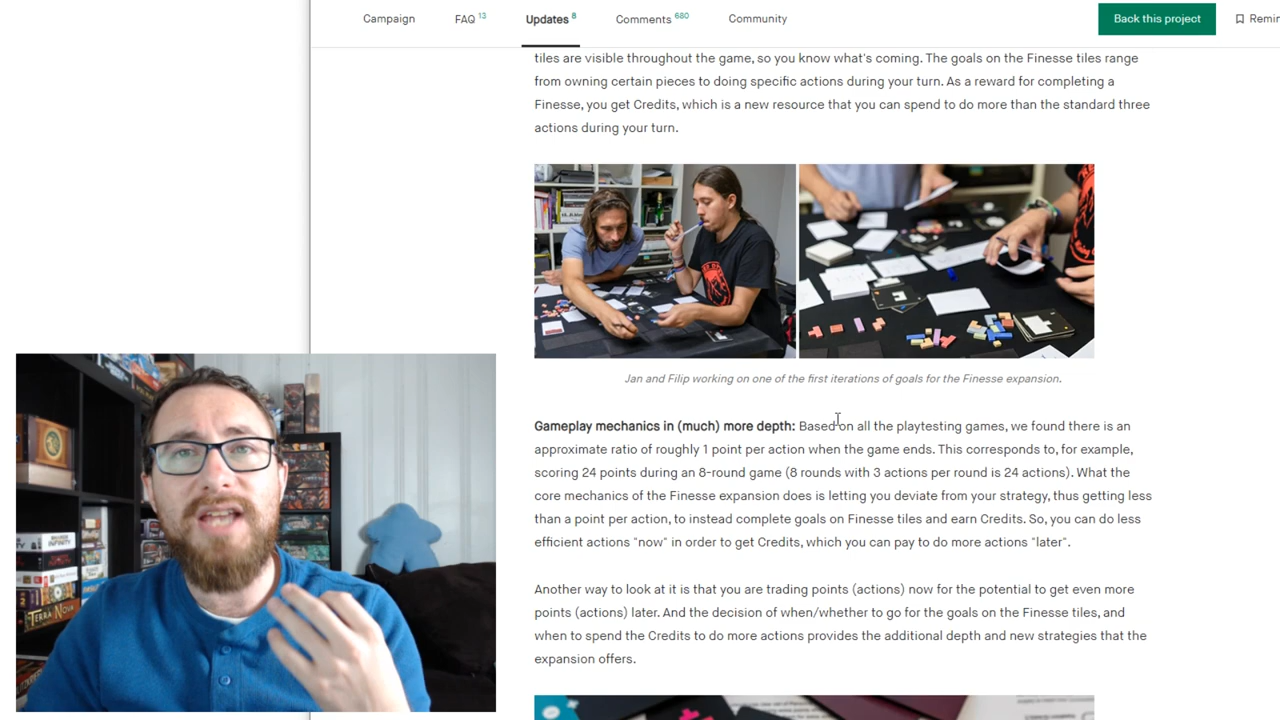 Campaign
FAQ 13
Updates 8
Comments 680
Community
Back this project
tiles are visible throughout the game, so you know what's coming. The goals on the Finesse tiles range
from owning certain pieces to doing specific actions during your turn. As a reward for completing a
Finesse, you get Credits, which is a new resource that you can spend to do more than the standard three
actions during your turn.
Jan and Filip working on one of the first iterations of goals for the Finesse expansion.
Gameplay mechanics in (much) more depth: Based on all the playtesting games, we found there is an
approximate ratio of roughly 1 point per action when the game ends. This corresponds to, for example,
scoring 24 points during an 8-round game (8 rounds with 3 actions per round is 24 actions). What the
core mechanics of the Finesse expansion does is letting you deviate from your strategy, thus getting less
than a point per action, to instead complete goals on Finesse tiles and earn Credits. So, you can do less
efficient actions "now" in order to get Credits, which you can pay to do more actions "later".
Another way to look at it is that you are trading points (actions) now for the potential to get even more
points (actions) later. And the decision of when/whether to go for the goals on the Finesse tiles, and
when to spend the Credits to do more actions provides the additional depth and new strategies that the
expansion offers.
TERRA NOVA